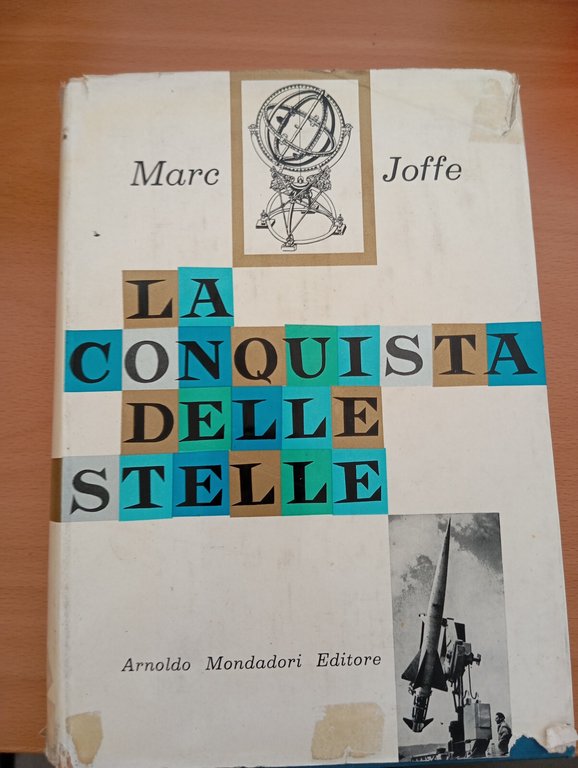 Marc Joffe
LA
CONQUISTA
DELLE
STELLE
Arnoldo Mondadori Editore